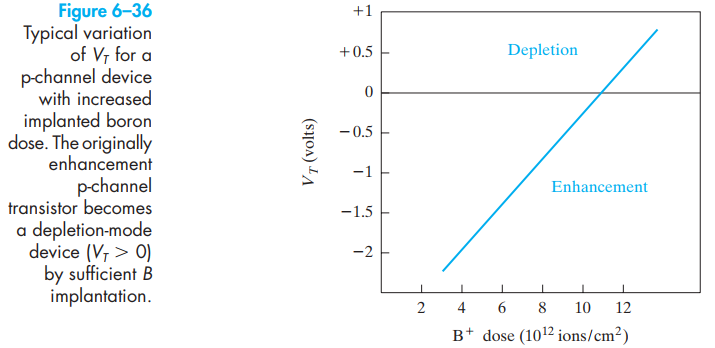 Figure 6–36
Typical variation
of V_T for a
p-channel device
with increased
implanted boron
dose. The originally
enhancement
p-channel
transistor becomes
a depletion-mode
device (V_T > 0)
by sufficient B
implantation.
+1
+0.5
0
−0.5
−1
−1.5
−2
V_T (volts)
Depletion
Enhancement
2 4 6 8 10 12
B⁺ dose (10¹² ions/cm²)